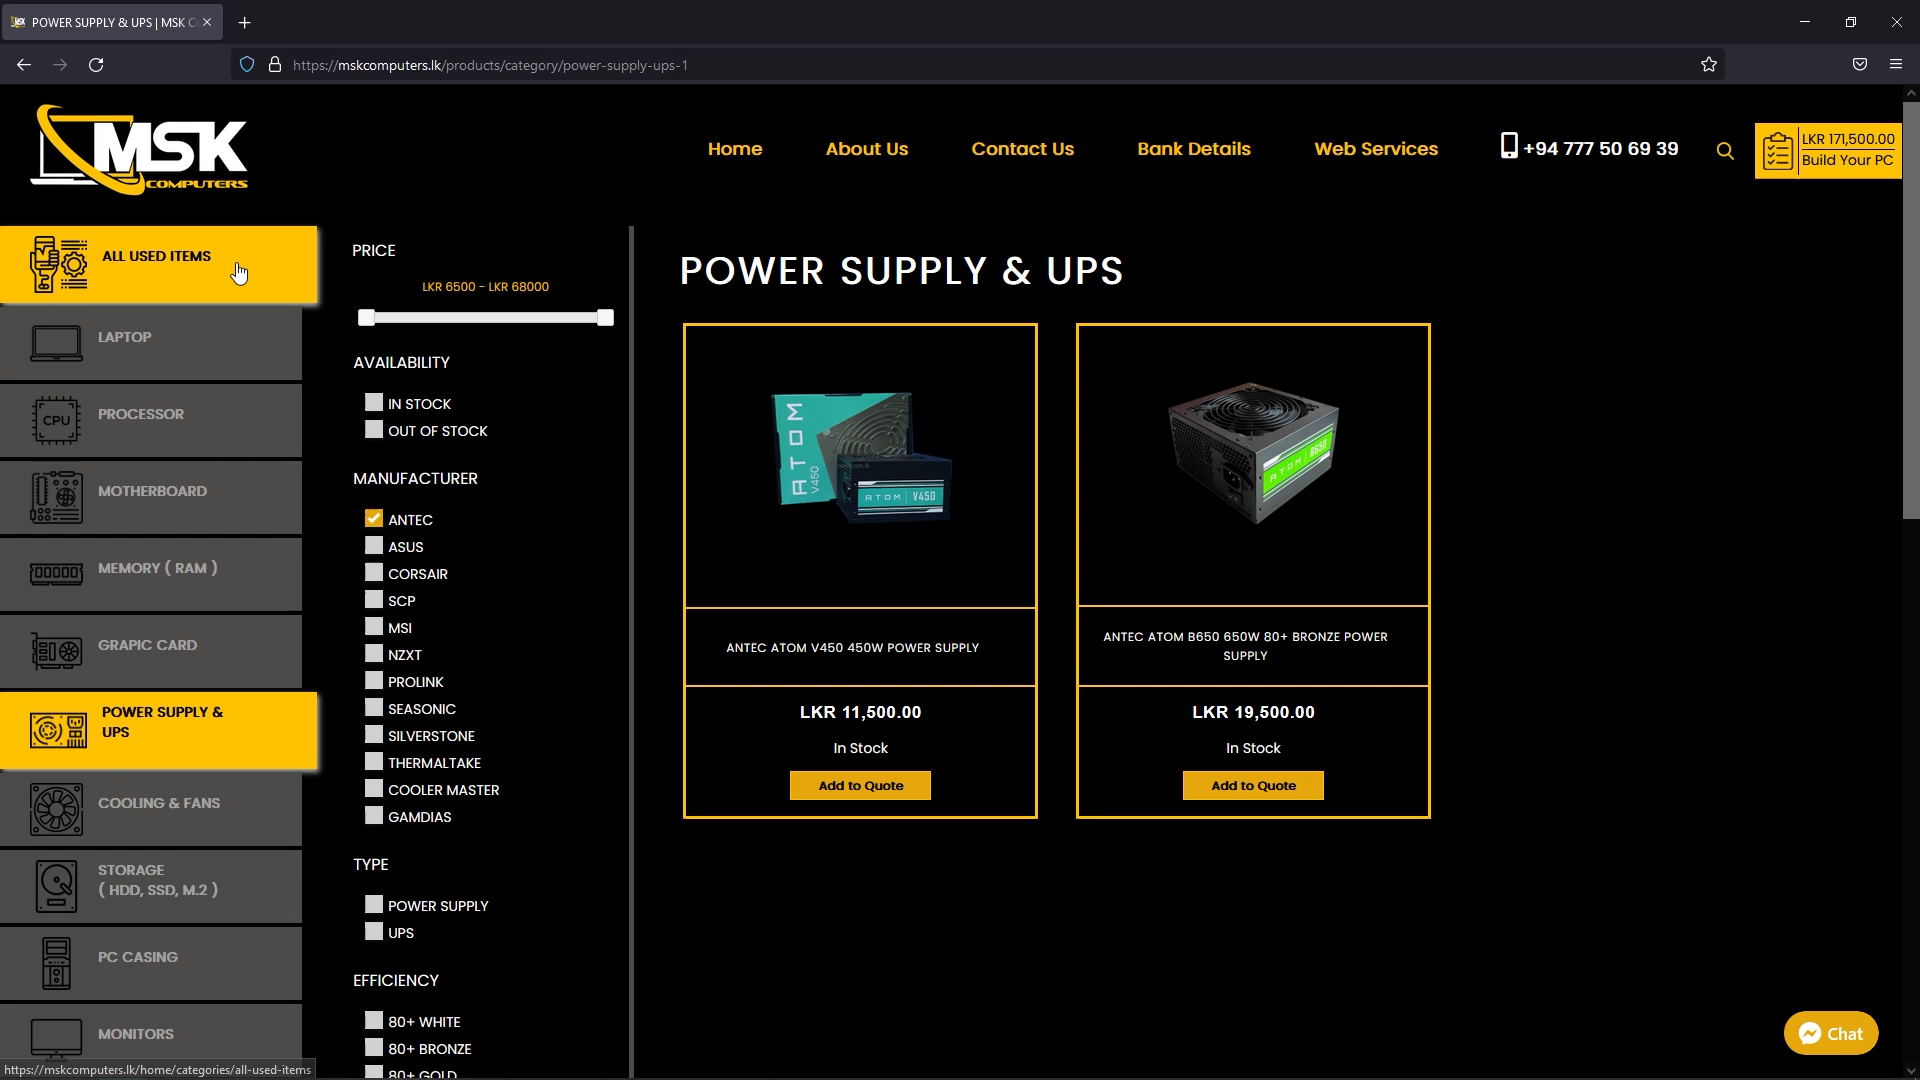 POWER SUPPLY & UPS | MSK C
https://mskcomputers.lk/products/category/power-supply-ups-1
MSK
COMPUTERS
Home
About Us
Contact Us
Bank Details
Web Services
+94 777 50 69 39
LKR 171,500.00
Build Your PC
ALL USED ITEMS
LAPTOP
CPU
PROCESSOR
MOTHERBOARD
MEMORY ( RAM )
GRAPIC CARD
POWER SUPPLY &
UPS
COOLING & FANS
STORAGE
( HDD, SSD, M.2 )
PC CASING
MONITORS
https://mskcomputers.lk/home/categories/all-used-items
PRICE
LKR 6500 - LKR 68000
AVAILABILITY
IN STOCK
OUT OF STOCK
MANUFACTURER
ANTEC
ASUS
CORSAIR
SCP
MSI
NZXT
PROLINK
SEASONIC
SILVERSTONE
THERMALTAKE
COOLER MASTER
GAMDIAS
TYPE
POWER SUPPLY
UPS
EFFICIENCY
80+ WHITE
80+ BRONZE
80+ GOLD
POWER SUPPLY & UPS
ATOM
V450
ATOM V450
ANTEC ATOM V450 450W POWER SUPPLY
LKR 11,500.00
In Stock
Add to Quote
ATOM B650
ANTEC ATOM B650 650W 80+ BRONZE POWER
SUPPLY
LKR 19,500.00
In Stock
Add to Quote
Chat